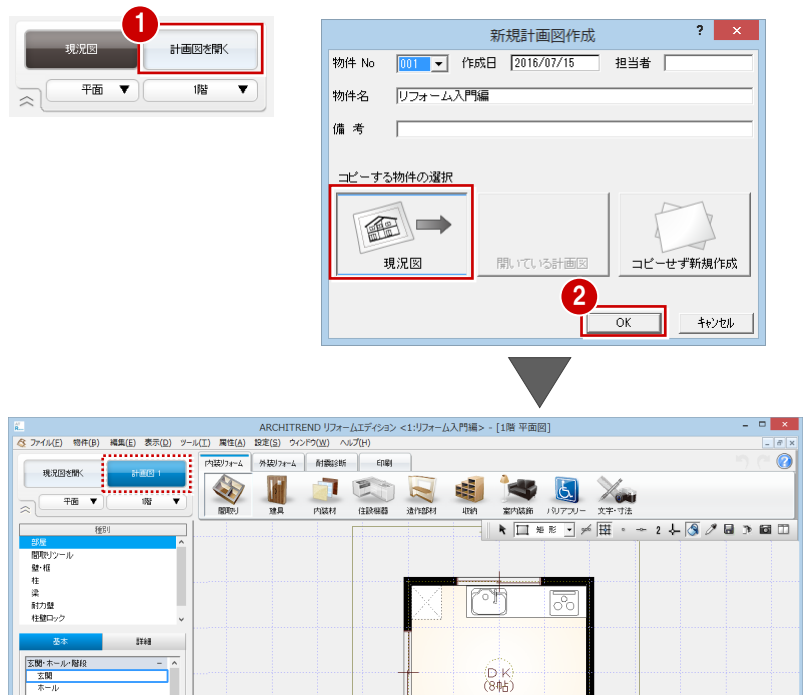 1
現況図 計画図を開く
平面 ▼ 1階 ▼
新規計画図作成 ? ×
物件 No 001 作成日 2016/07/15 担当者
物件名 リフォーム入門編
備 考
コピーする物件の選択
現況図 開いている計画図 コピーせず新規作成
2
OK キャンセル
ARCHITREND リフォームエディション <1:リフォーム入門編> - [1階 平面図]
ファイル(F) 物件(B) 編集(E) 表示(D) ツール(T) 属性(A) 設定(S) ウィンドウ(W) ヘルプ(H)
現況図を開く 計画図 1
内装リフォーム 外装リフォーム 耐震診断 印刷
平面 ▼ 1階 ▼
間取り 建具 内装材 住設機器 造作部材 収納 室内装飾 バリアフリー 文字・寸法
矩 形 2
種別
部屋
間取りツール
壁・框
柱
梁
耐力壁
柱壁ロック
基本 詳細
玄関・ホール・階段
玄関
ホール
DK
(8帖)